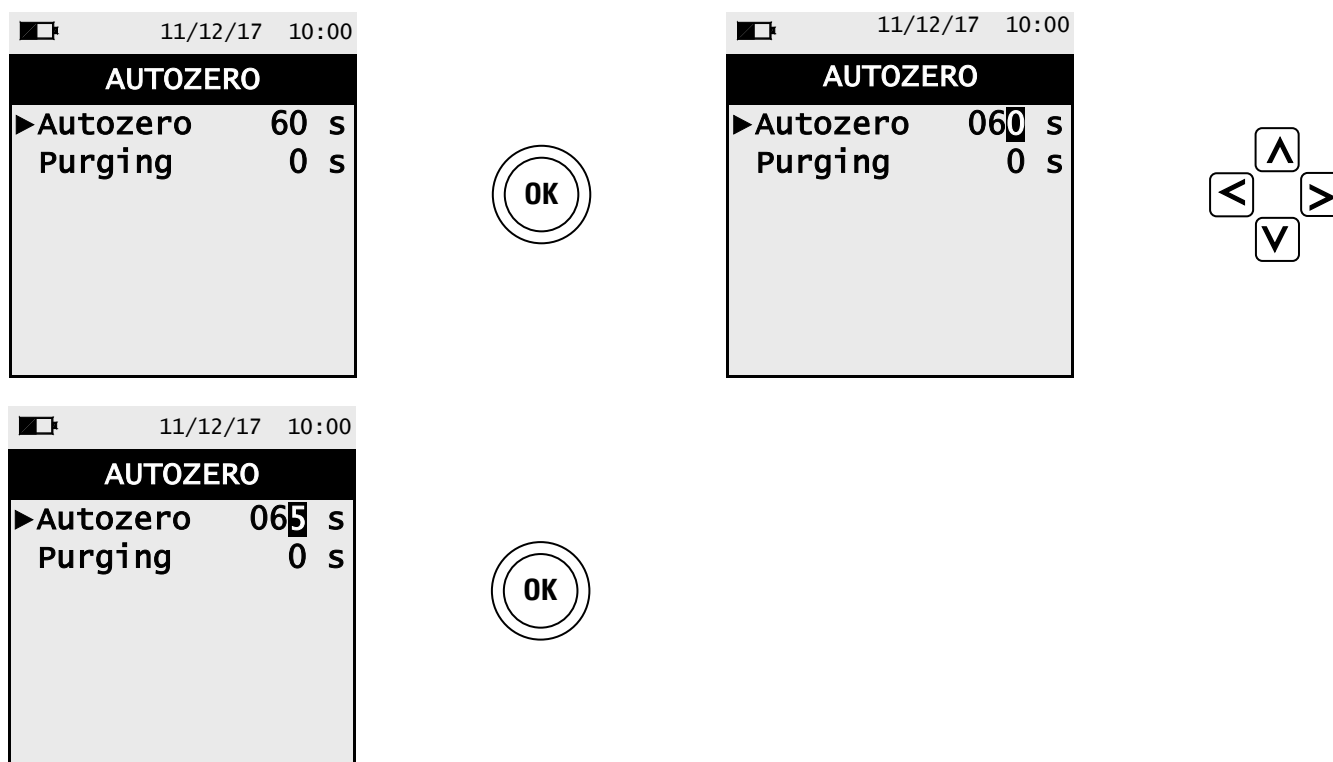 11/12/17 10:00
AUTOZERO
►Autozero 60 s
Purging 0 s
OK
11/12/17 10:00
AUTOZERO
►Autozero 060 s
Purging 0 s
11/12/17 10:00
AUTOZERO
►Autozero 065 s
Purging 0 s
OK